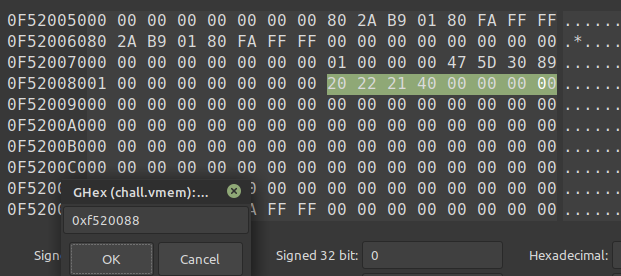 0F52005000 00 00 00 00 00 00 00 80 2A B9 01 80 FA FF FF ......
0F52006080 2A B9 01 80 FA FF FF 00 00 00 00 00 00 00 00 .*....
0F52007000 00 00 00 00 00 00 00 01 00 00 00 47 5D 30 89 ......
0F52008001 00 00 00 00 00 00 00 20 22 21 40 00 00 00 00 ......
0F52009000 00 00 00 00 00 00 00 00 00 00 00 00 00 00 00 ......
0F5200A000 00 00 00 00 00 00 00 00 00 00 00 00 00 00 00 ......
0F5200B000 00 00 00 00 00 00 00 00 00 00 00 00 00 00 00 ......
0F5200C000 00 00 00 00 00 00 00 00 00 00 00 00 00 00 00 ......
0F5200 00 00 00 00 00 00 00 00 00 00 ......
0F5200 FF FF 00 00 00 00 00 00 00 00 ......
GHex (chall.vmem):...
0xf520088
OK Cancel
Signe Signed 32 bit: 0 Hexadecimal: